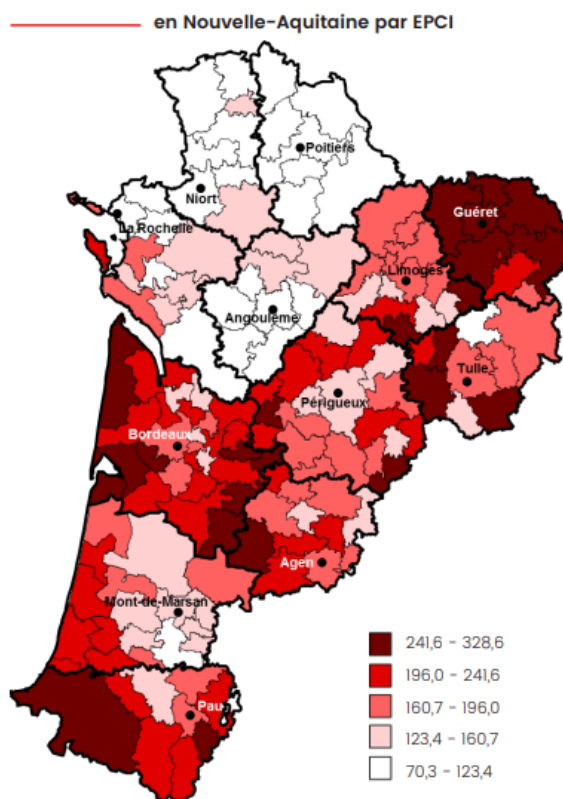 en Nouvelle-Aquitaine par EPCI
Poitiers
Niort
La Rochelle
Guéret
Limoges
Angoulême
Tulle
Périgueux
Bordeaux
Agen
Mont-de-Marsan
Pau
241,6 - 328,6
196,0 - 241,6
160,7 - 196,0
123,4 - 160,7
70,3 - 123,4